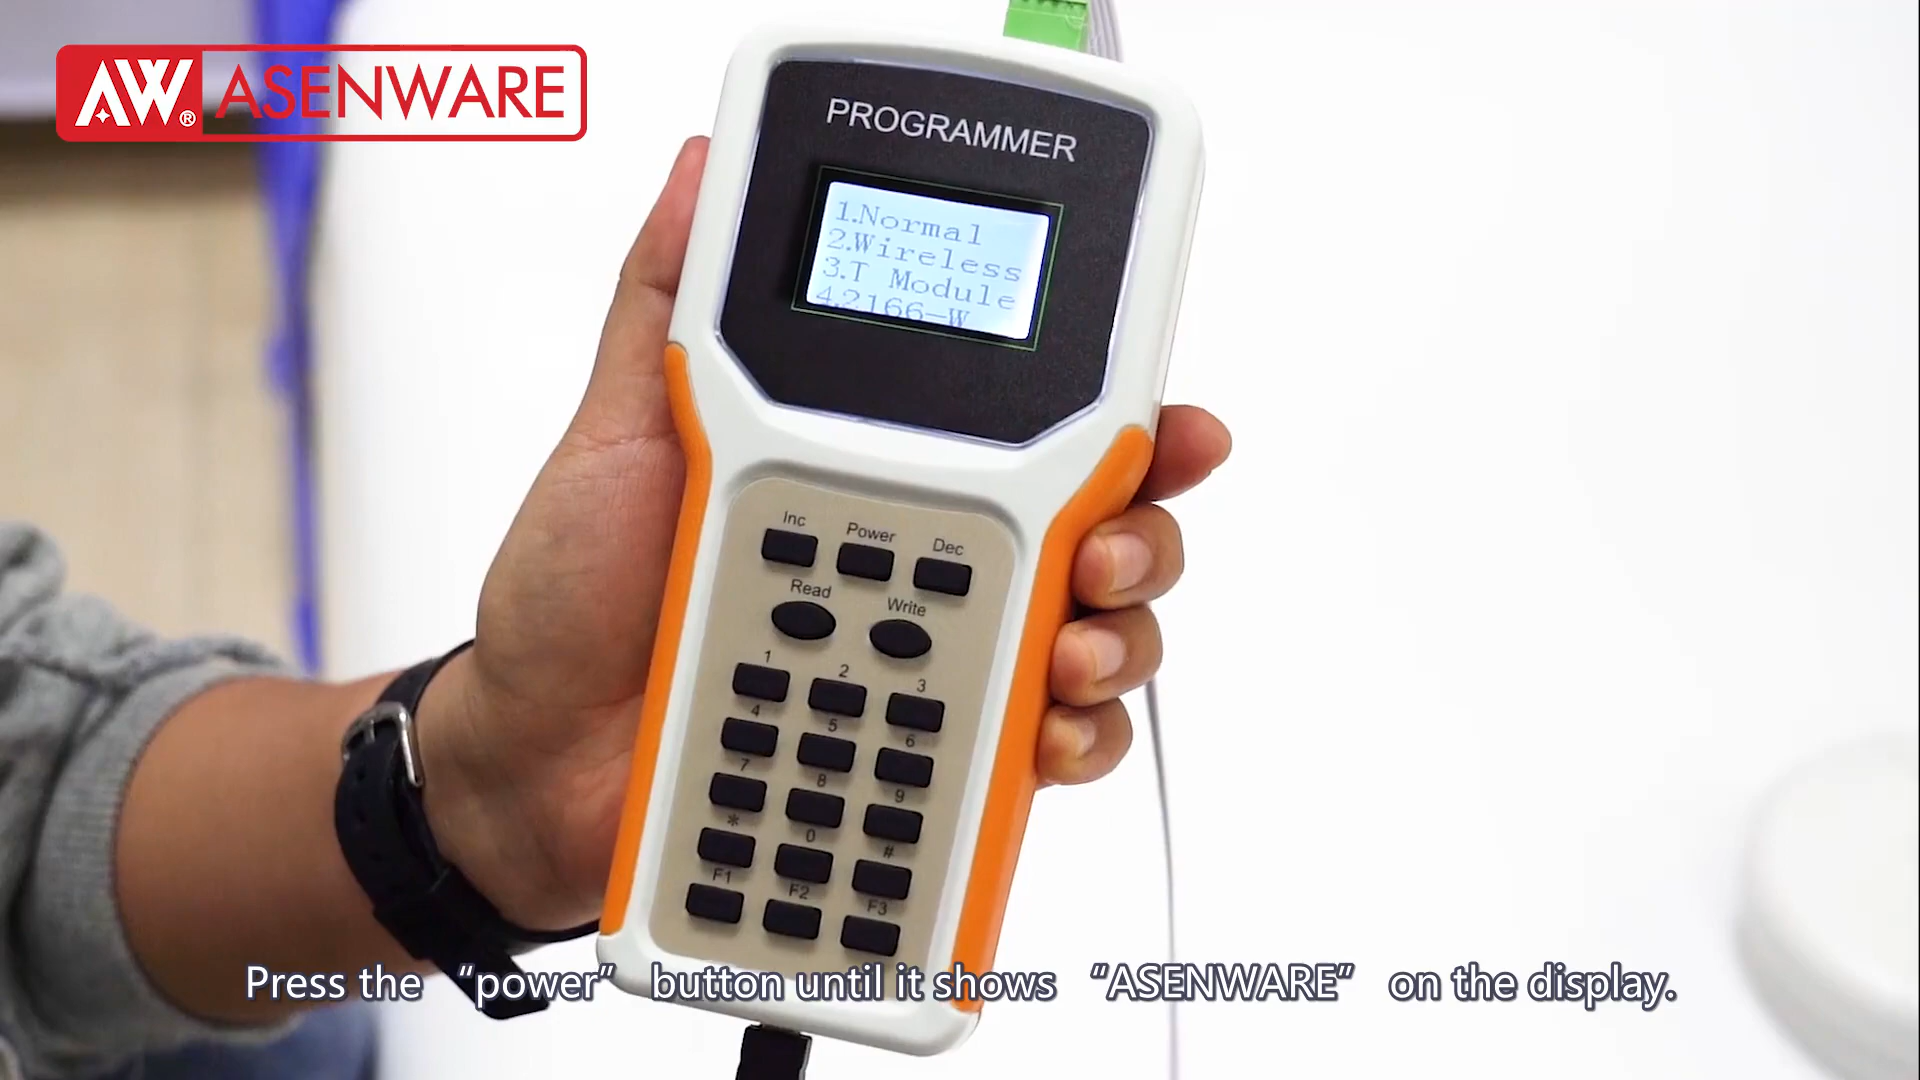 AW® ASENWARE
PROGRAMMER
1.Normal
2.Wireless
3.T Module
4.2166-W
Inc Power Dec
Read Write
1 2 3
4 5 6
7 8 9
* 0 #
F1 F2 F3
Press the “power” button until it shows “ASENWARE” on the display.